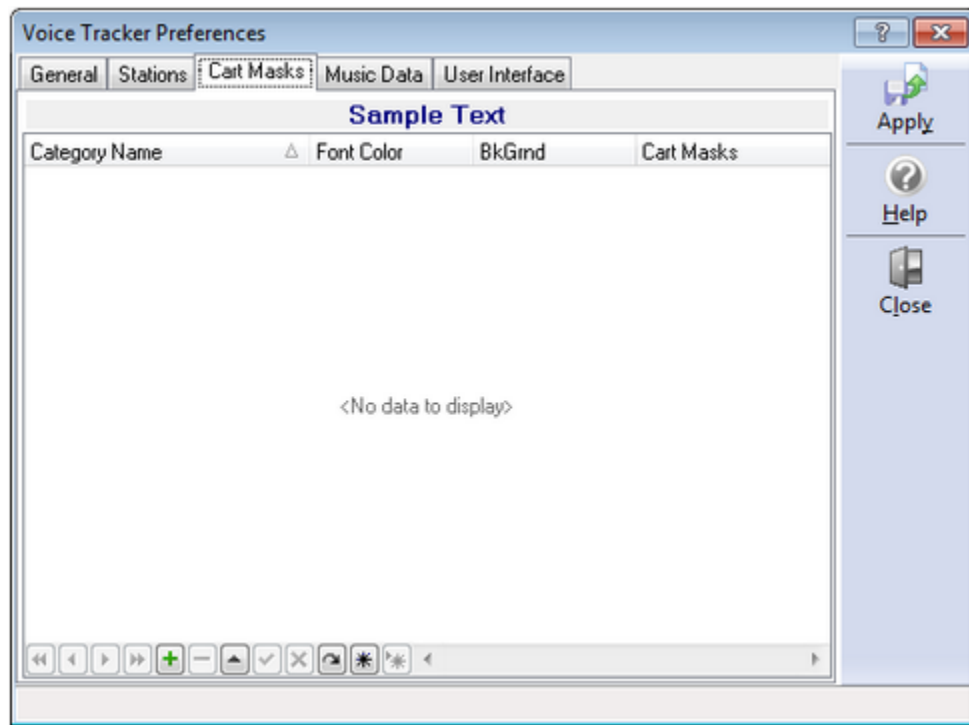 Voice Tracker Preferences
General Stations Cart Masks Music Data User Interface
Sample Text
Category Name Font Color BkGrnd Cart Masks
<No data to display>
Apply
Help
Close